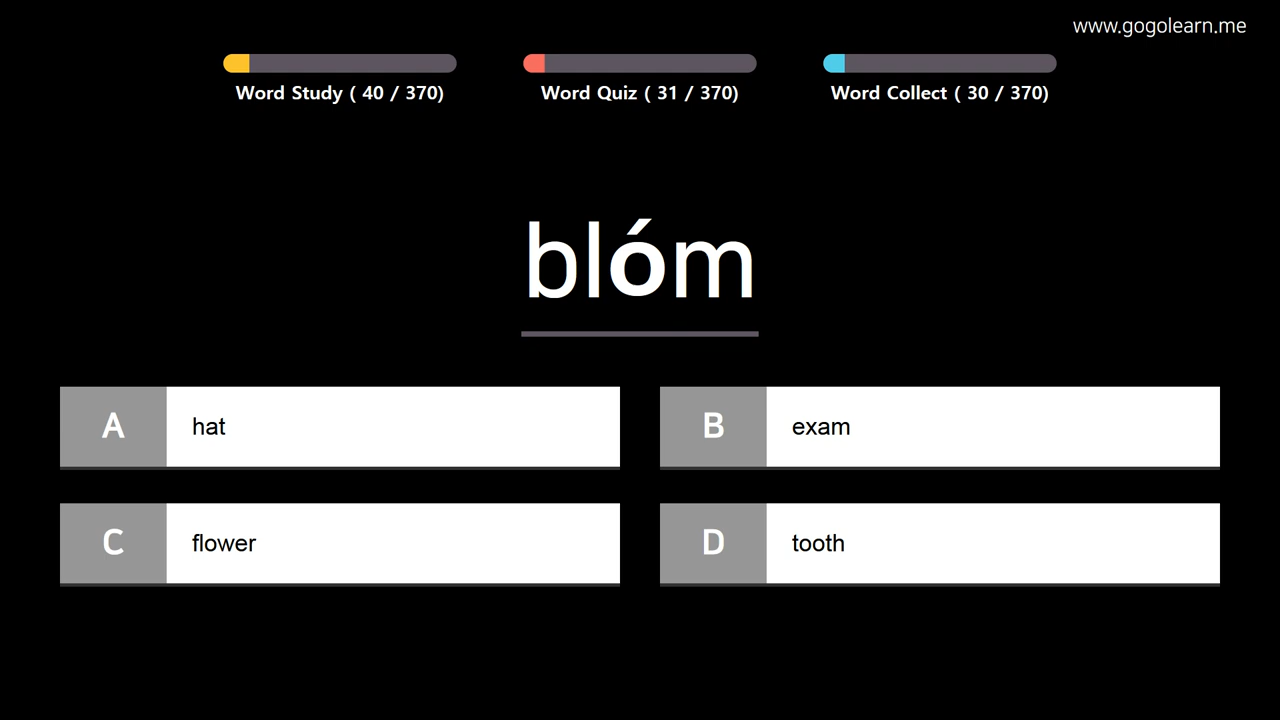 www.gogolearn.me
Word Study ( 40 / 370)
Word Quiz ( 31 / 370)
Word Collect ( 30 / 370)
blóm
A hat
B exam
C flower
D tooth